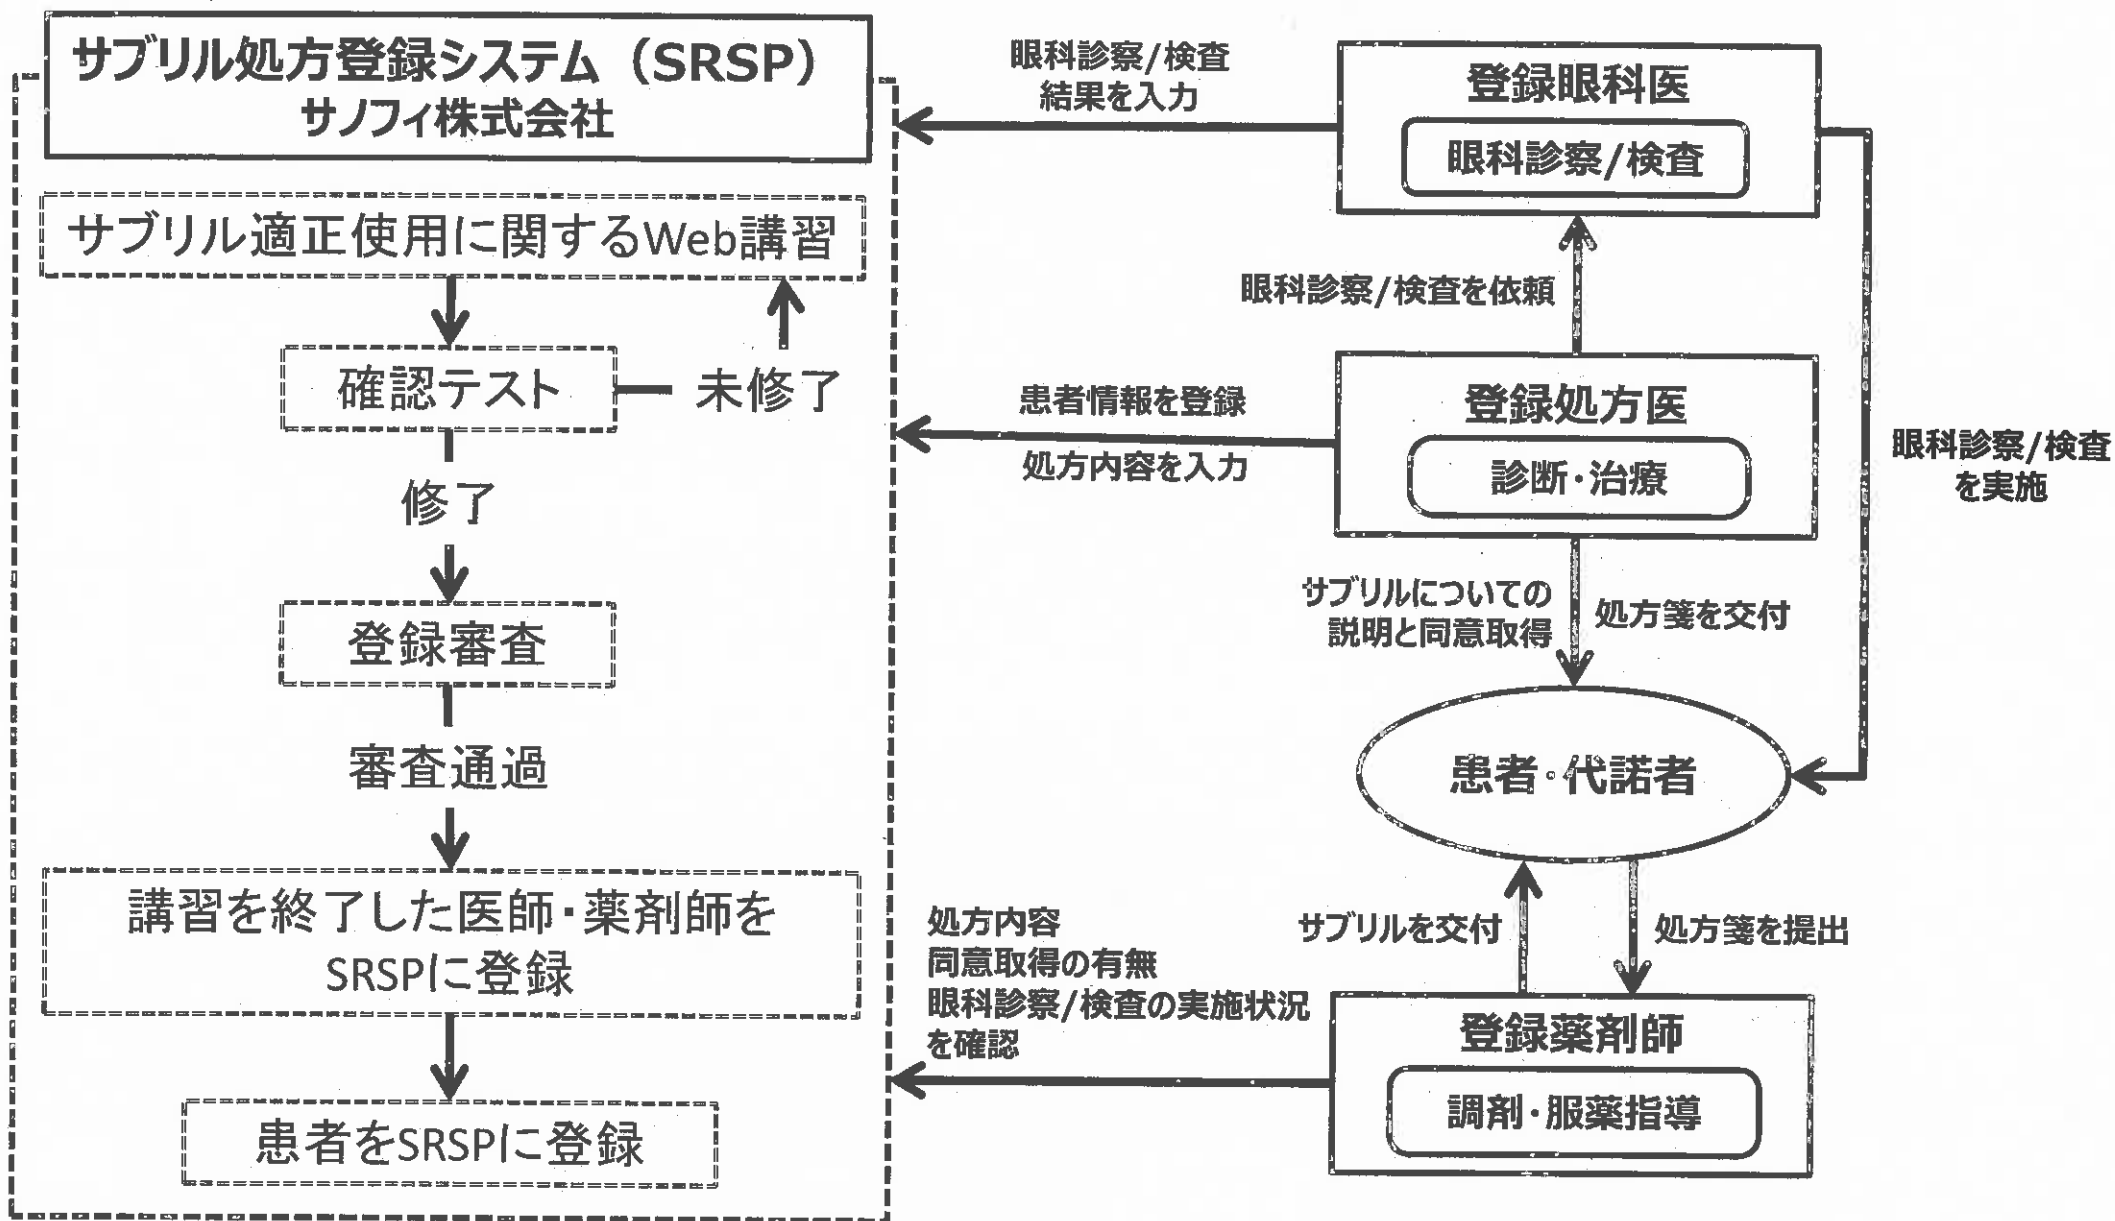 サブリル処方登録システム（SRSP）
サノフィ株式会社
サブリル適正使用に関するWeb講習
確認テスト
未修了
修了
登録審査
審査通過
講習を終了した医師・薬剤師を
SRSPに登録
患者をSRSPに登録
眼科診察/検査
結果を入力
登録眼科医
眼科診察/検査
眼科診察/検査を依頼
患者情報を登録
処方内容を入力
登録処方医
診断・治療
眼科診察/検査
を実施
サブリルについての
説明と同意取得
処方箋を交付
患者・代諾者
サブリルを交付
処方箋を提出
処方内容
同意取得の有無
眼科診察/検査の実施状況
を確認
登録薬剤師
調剤・服薬指導